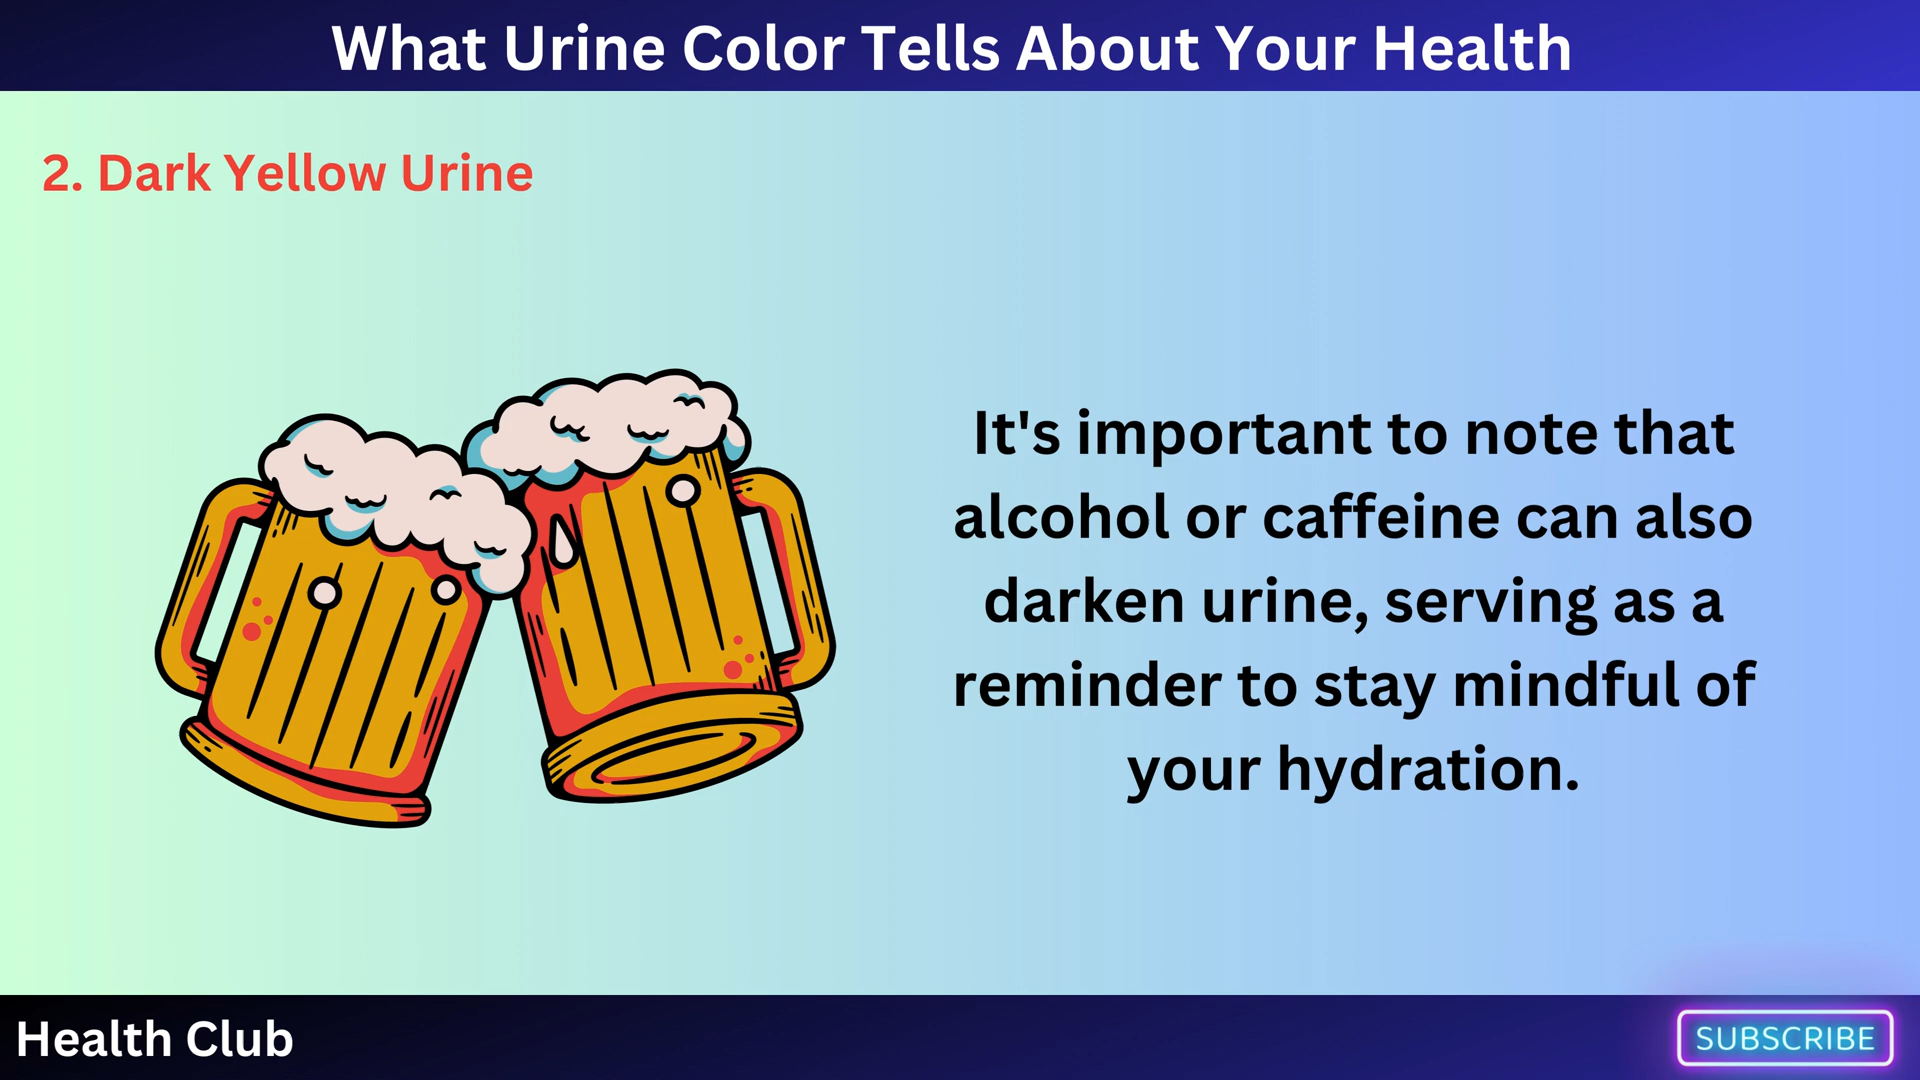 What Urine Color Tells About Your Health
2. Dark Yellow Urine
It's important to note that
alcohol or caffeine can also
darken urine, serving as a
reminder to stay mindful of
your hydration.
Health Club
SUBSCRIBE